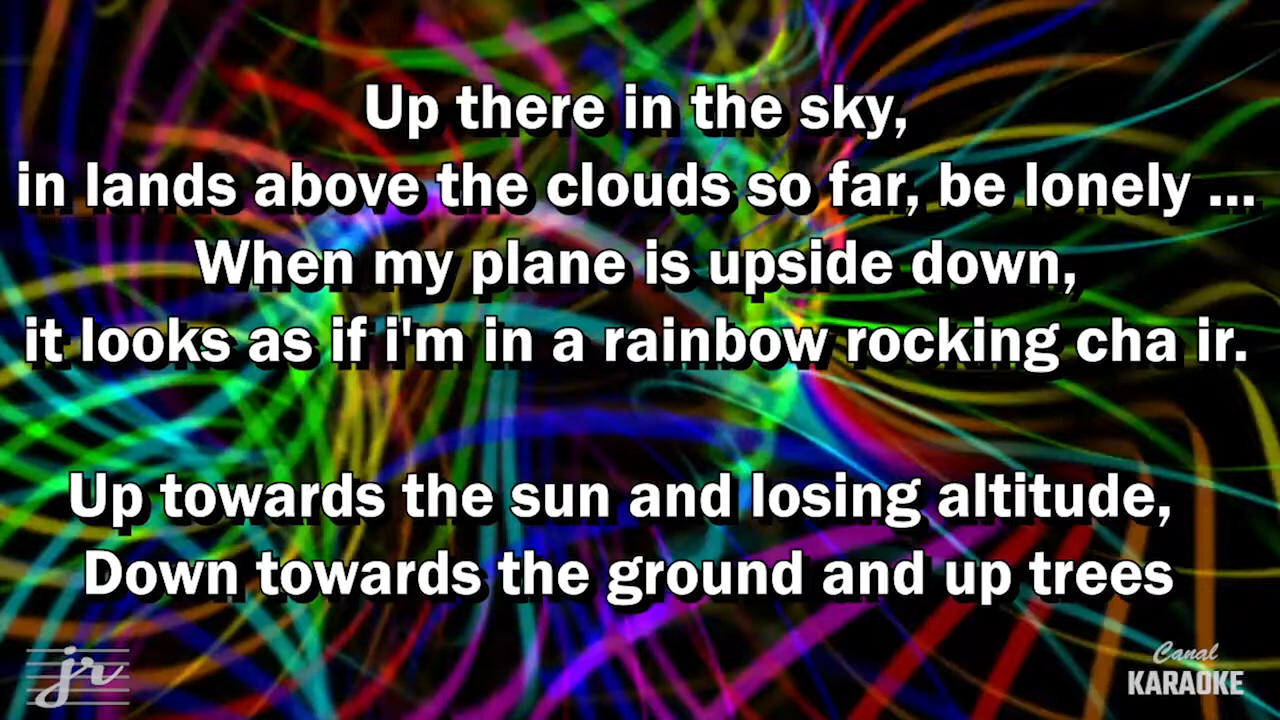 Up there in the sky,
in lands above the clouds so far, be lonely ...
When my plane is upside down,
it looks as if i'm in a rainbow rocking cha ir.
Up towards the sun and losing altitude,
Down towards the ground and up trees
jr
Canal
KARAOKE